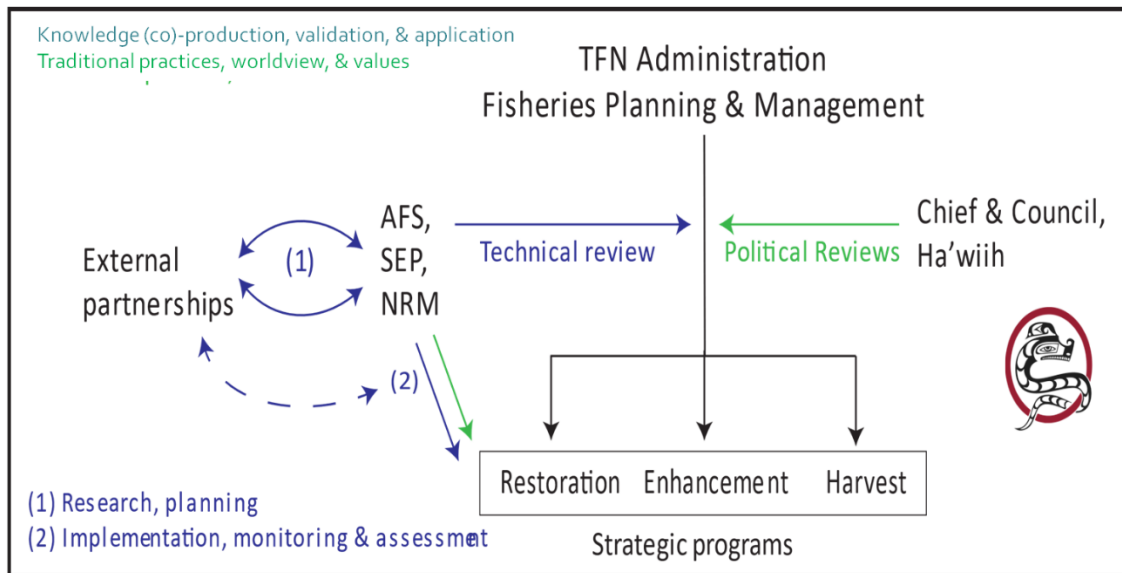 Knowledge (co)-production, validation, & application
Traditional practices, worldview, & values
TFN Administration
Fisheries Planning & Management
AFS,
SEP,
NRM
External
partnerships
(1)
Technical review
Political Reviews
Chief & Council,
Ha'wiih
(2)
Restoration Enhancement Harvest
Strategic programs
(1) Research, planning
(2) Implementation, monitoring & assessment